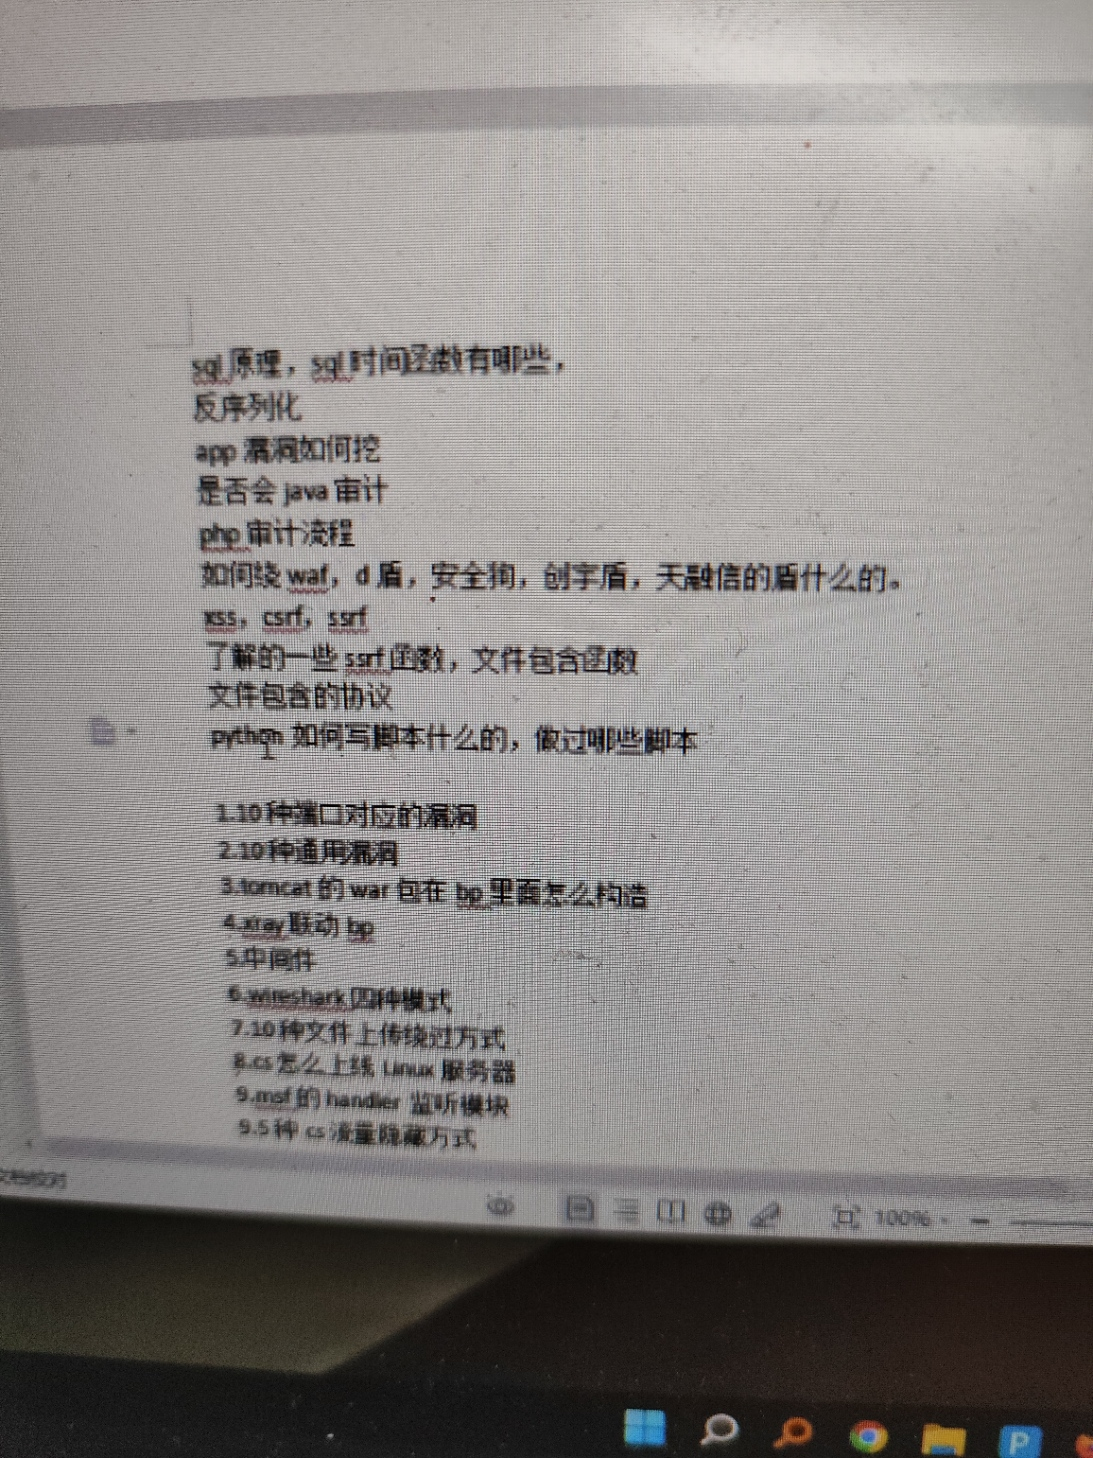 sql 原理，sql 时间函数有哪些，
反序列化
app 漏洞如何挖
是否会 java 审计
php 审计流程
如何绕 waf，d 盾，安全狗，创宇盾，天融信的盾什么的。
xss，csrf，ssrf
了解的一些 ssrf 函数，文件包含函数
文件包含的协议
python 如何写脚本什么的，做过哪些脚本
1.10 种端口对应的漏洞
2.10 种通用漏洞
3.tomcat 的 war 包在 bp 里面怎么构造
4.xray 联动 bp
5.中间件
6.wireshark 四种模式
7.10 种文件上传绕过方式
8.cs 怎么上线 Linux 服务器
9.msf 的 handler 监听模块
9.5 种 cs 流量隐藏方式
100%
P